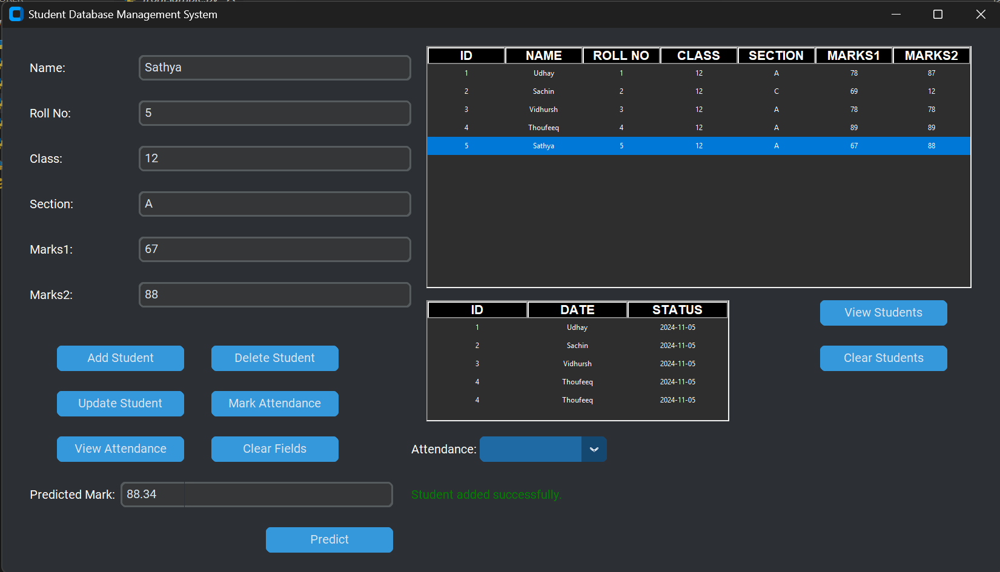 Student Database Management System
Name: Sathya
Roll No: 5
Class: 12
Section: A
Marks1: 67
Marks2: 88
Add Student Delete Student
Update Student Mark Attendance
View Attendance Clear Fields
Predicted Mark: 88.34
Predict
ID NAME ROLL NO CLASS SECTION MARKS1 MARKS2
1 Udhay 1 12 A 78 87
2 Sachin 2 12 C 69 12
3 Vidhursh 3 12 A 78 78
4 Thoufeeq 4 12 A 89 89
5 Sathya 5 12 A 67 88
ID DATE STATUS
1 Udhay 2024-11-05
2 Sachin 2024-11-05
3 Vidhursh 2024-11-05
4 Thoufeeq 2024-11-05
4 Thoufeeq 2024-11-05
View Students
Clear Students
Attendance:
Student added successfully.